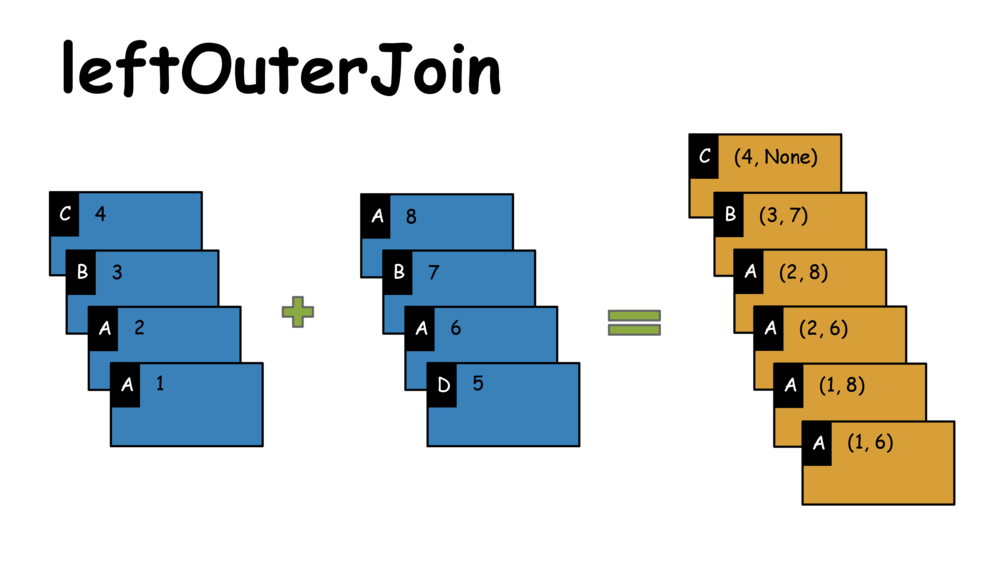 leftOuterJoin
C 4
B 3
A 2
A 1
A 8
B 7
A 6
D 5
C (4, None)
B (3, 7)
A (2, 8)
A (2, 6)
A (1, 8)
A (1, 6)